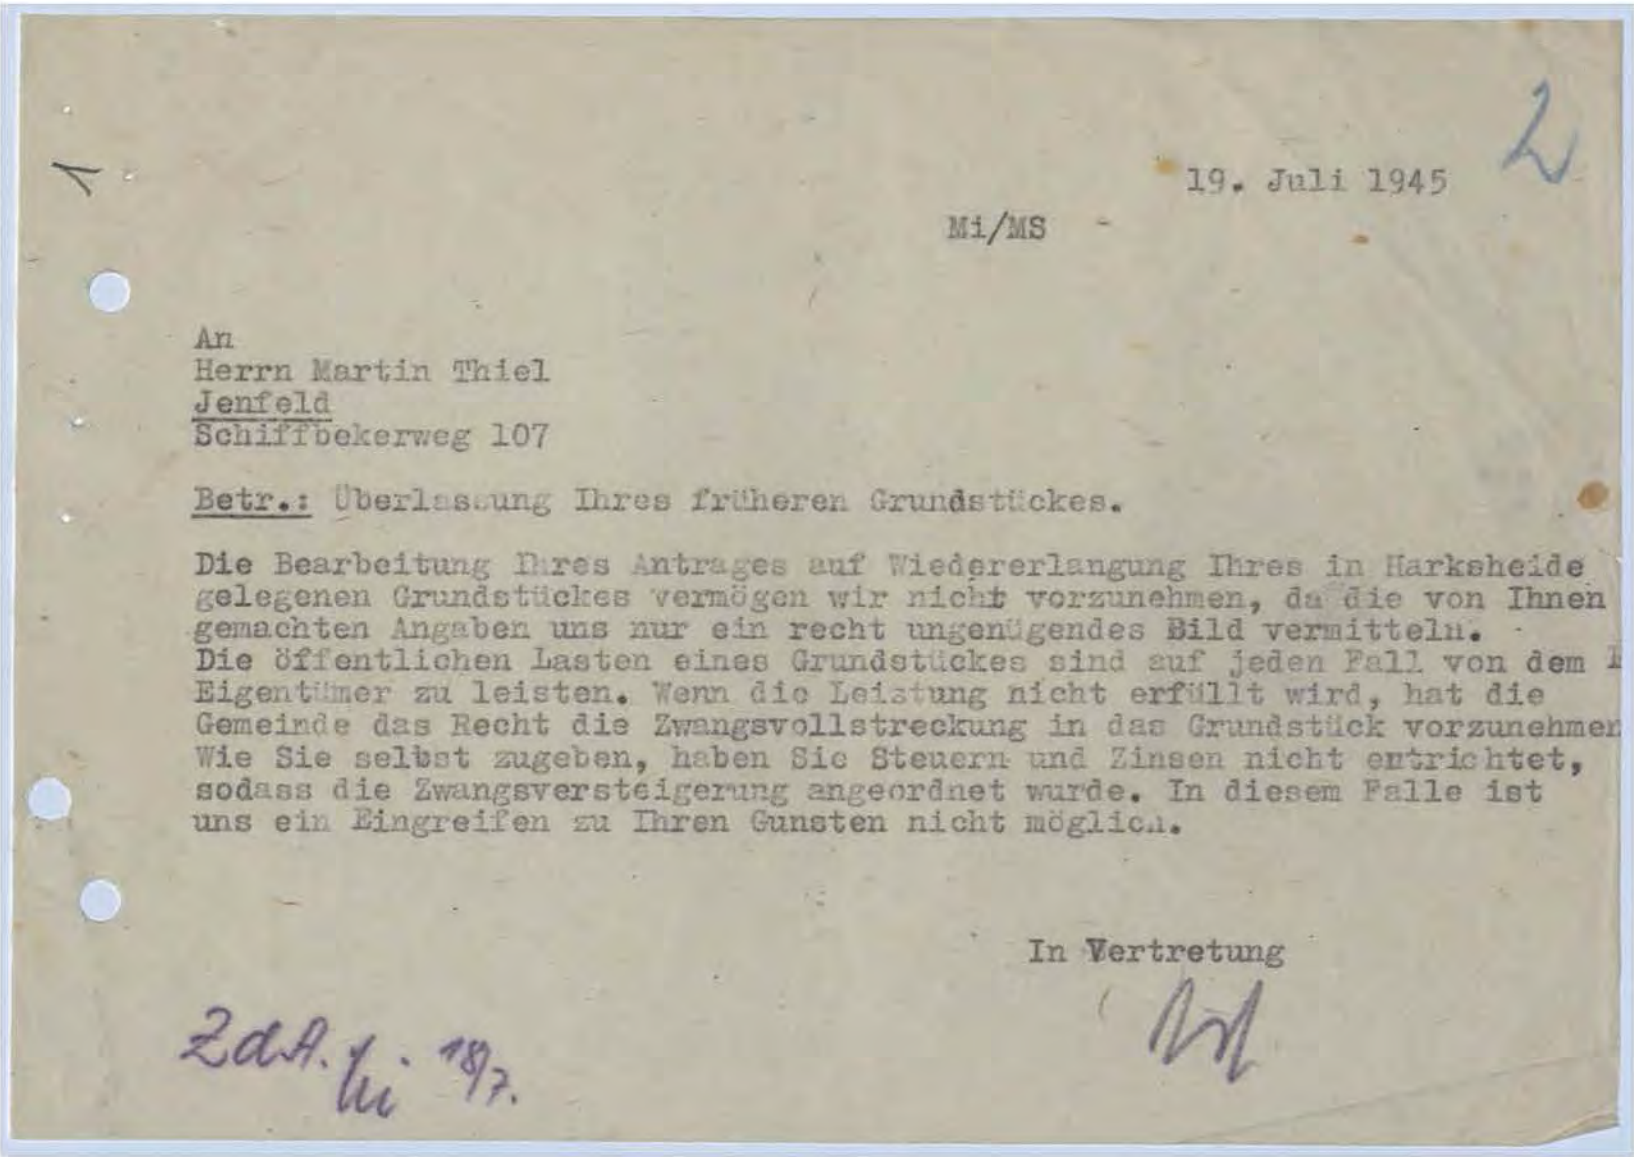 2
1
19. Juli 1945
Mi/MS -
An
Herrn Martin Thiel
Jenfeld
Schiffbekerweg 107
Betr.: Überlassung Ihres früheren Grundstückes.
Die Bearbeitung Ihres Antrages auf Wiedererlangung Ihres in Harksheide
gelegenen Grundstückes vermögen wir nicht vorzunehmen, da die von Ihnen
gemachten Angaben uns nur ein recht ungenügendes Bild vermitteln.
Die öffentlichen Lasten eines Grundstückes sind auf jeden Fall von dem
Eigentümer zu leisten. Wenn die Leistung nicht erfüllt wird, hat die
Gemeinde das Recht die Zwangsvollstreckung in das Grundstück vorzunehmen
Wie Sie selbst zugeben, haben Sie Steuern und Zinsen nicht entrichtet,
sodass die Zwangsversteigerung angeordnet wurde. In diesem Falle ist
uns ein Eingreifen zu Ihren Gunsten nicht möglich.
In Vertretung
ZdA. 18/7.